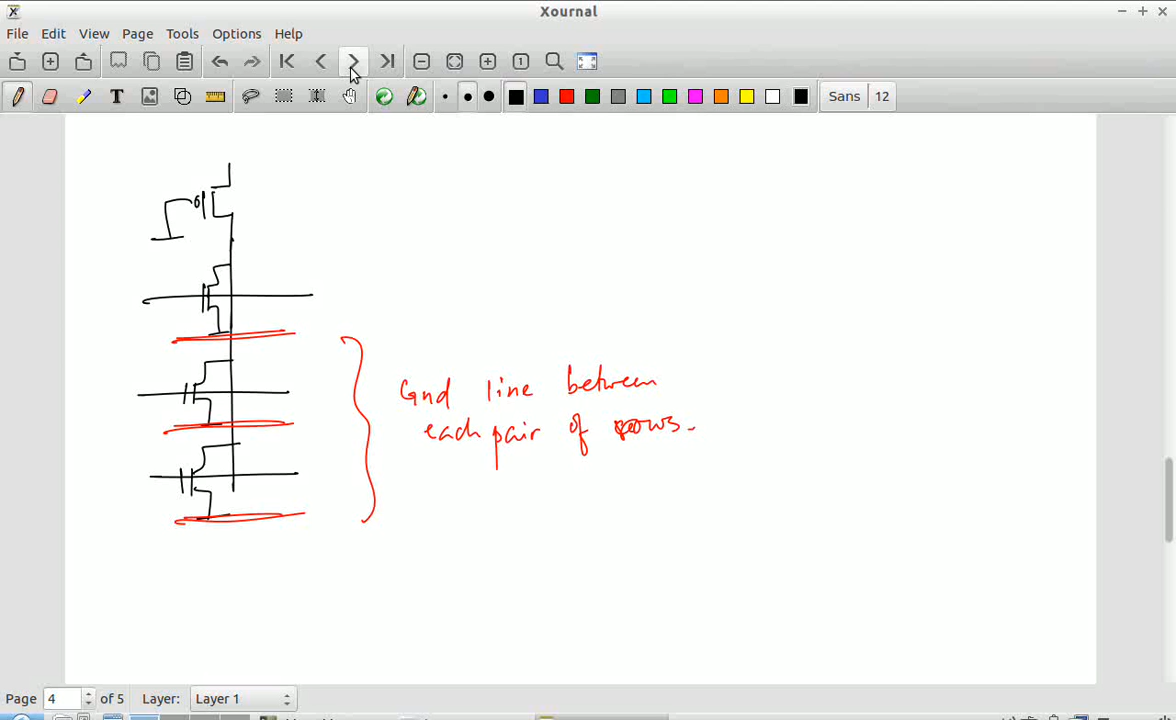 Xournal
File Edit View Page Tools Options Help
T 1 Sans 12
Gnd line between
each pair of rows.
Page 4 of 5 Layer: Layer 1